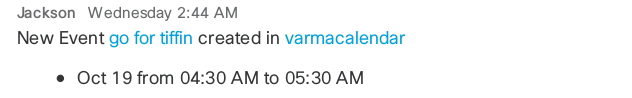 Jackson Wednesday 2:44 AM
New Event go for tiffin created in varmacalendar
• Oct 19 from 04:30 AM to 05:30 AM